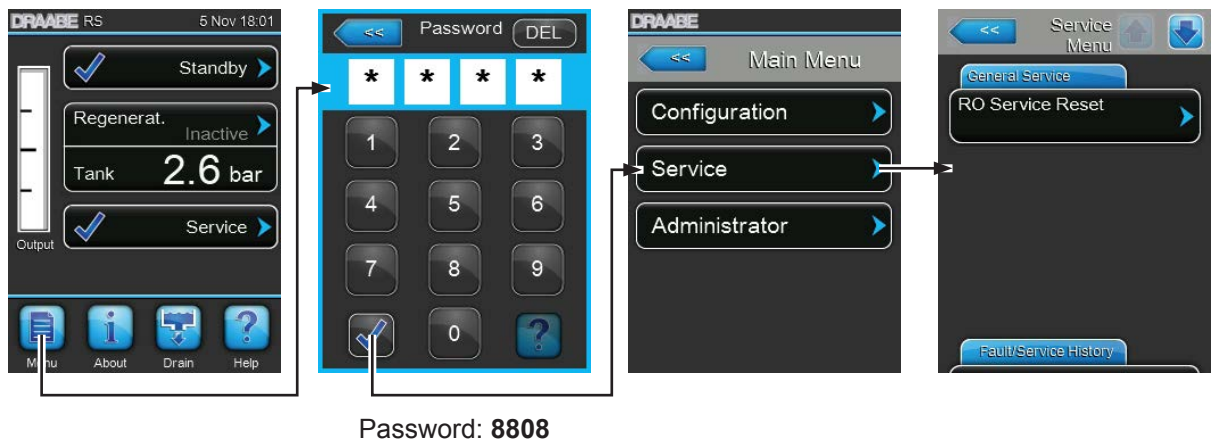 DRAABE RS 5 Nov 18:01
Standby
Regenerat.
Inactive
Tank 2.6 bar
Service
Output
Menu About Drain Help
<< Password DEL
* * * *
1 2 3
4 5 6
7 8 9
0 ?
Password: 8808
DRAABE
<< Main Menu
Configuration
Service
Administrator
<< Service
Menu
General Service
RO Service Reset
Fault/Service History